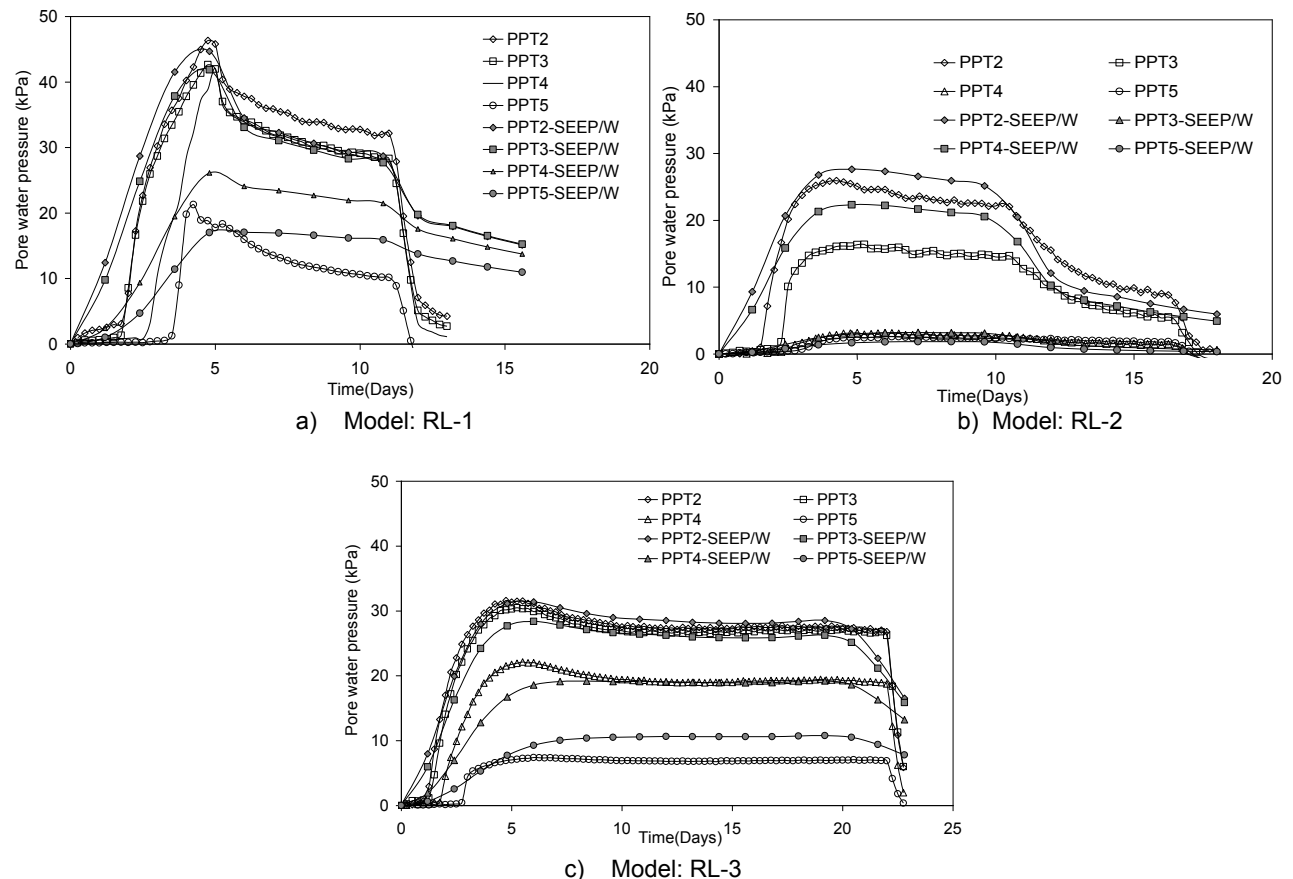 50
40
30
20
10
0
Pore water pressure (kPa)
PPT2
PPT3
PPT4
PPT5
PPT2-SEEP/W
PPT3-SEEP/W
PPT4-SEEP/W
PPT5-SEEP/W
0 5 10 15 20
Time(Days)
a) Model: RL-1
50
40
30
20
10
0
Pore water pressure (kPa)
PPT2 PPT3
PPT4 PPT5
PPT2-SEEP/W PPT3-SEEP/W
PPT4-SEEP/W PPT5-SEEP/W
0 5 10 15 20
Time(Days)
b) Model: RL-2
50
40
30
20
10
0
Pore water pressure (kPa)
PPT2 PPT3
PPT4 PPT5
PPT2-SEEP/W PPT3-SEEP/W
PPT4-SEEP/W PPT5-SEEP/W
0 5 10 15 20 25
Time(Days)
c) Model: RL-3